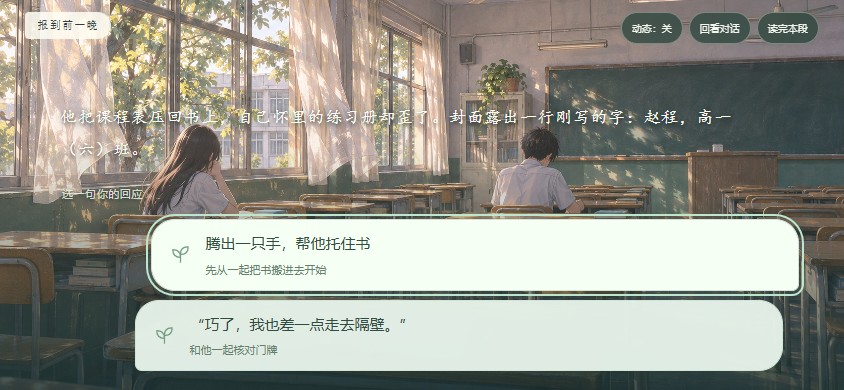 报到前一晚
动态：关
回看对话
读完本段
他把课程表压回书上，自己怀里的练习册却歪了。封面露出一行刚写的字：赵程，高一
（六）班。
选一句你的回应
腾出一只手，帮他托住书
先从一起把书搬进去开始
“巧了，我也差一点走去隔壁。”
和他一起核对门牌